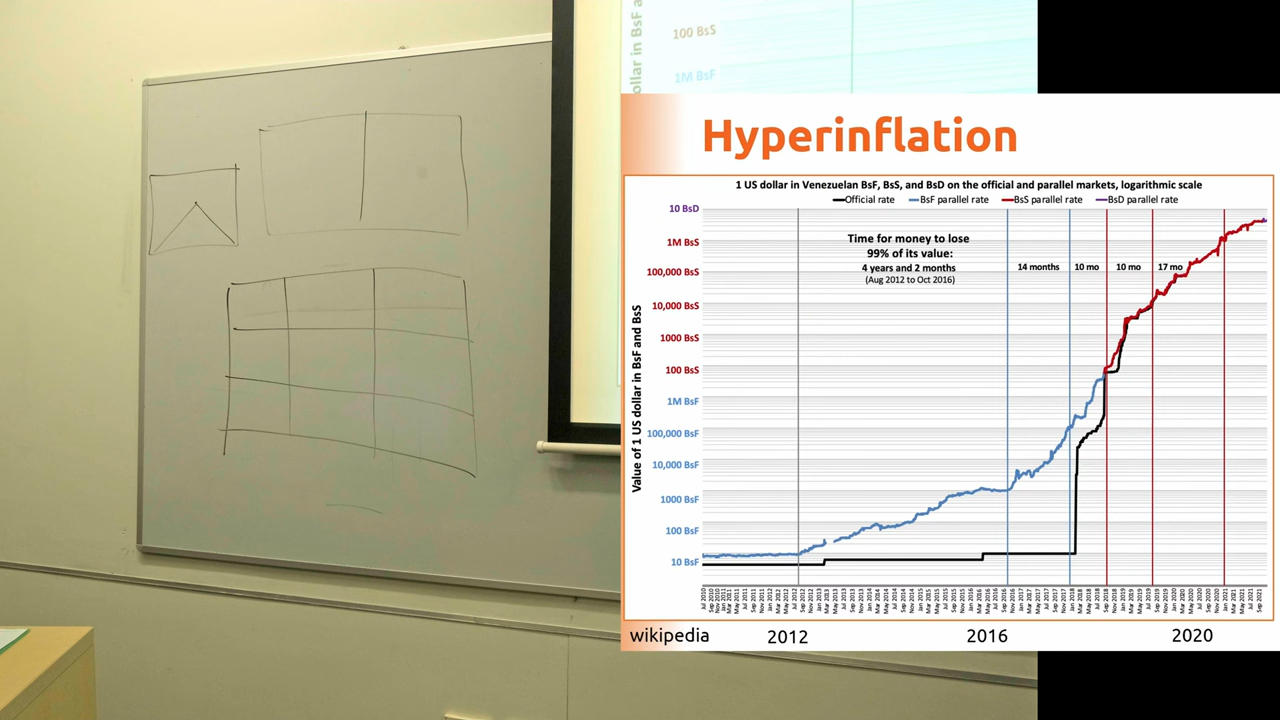 ollar in BsF a
100 BsS
1M BsF
Hyperinflation
1 US dollar in Venezuelan BsF, BsS, and BsD on the official and parallel markets, logarithmic scale
Official rate BsF parallel rate BsS parallel rate BsD parallel rate
Value of 1 US dollar in BsF and BsS
10 BsD
1M BsS
100,000 BsS
10,000 BsS
1000 BsS
100 BsS
1M BsF
100,000 BsF
10,000 BsF
1000 BsF
100 BsF
10 BsF
Time for money to lose
99% of its value:
4 years and 2 months
(Aug 2012 to Oct 2016)
14 months 10 mo 10 mo 17 mo
wikipedia 2012 2016 2020